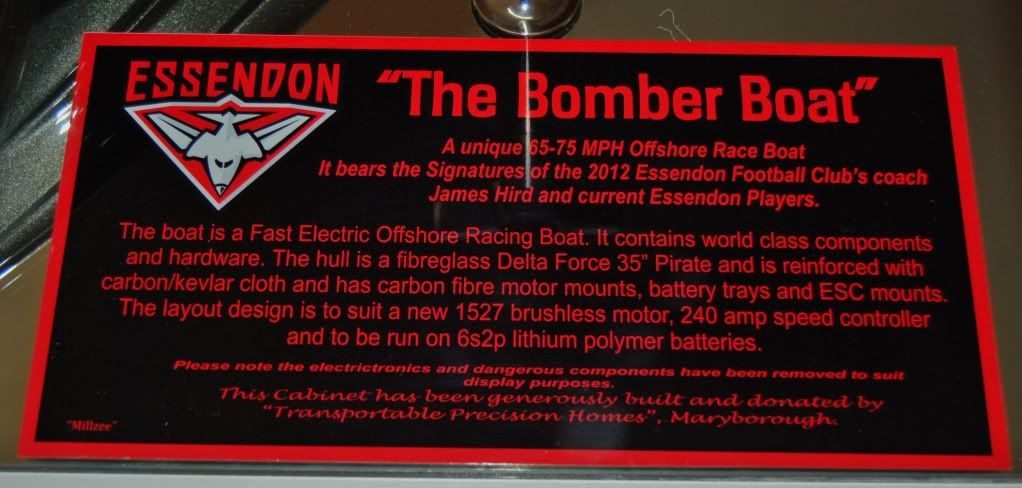 ESSENDON
"The Bomber Boat"
A unique 65-75 MPH Offshore Race Boat
It bears the Signatures of the 2012 Essendon Football Club's coach
James Hird and current Essendon Players.
The boat is a Fast Electric Offshore Racing Boat. It contains world class components
and hardware. The hull is a fibreglass Delta Force 35" Pirate and is reinforced with
carbon/kevlar cloth and has carbon fibre motor mounts, battery trays and ESC mounts.
The layout design is to suit a new 1527 brushless motor, 240 amp speed controller
and to be run on 6s2p lithium polymer batteries.
Please note the electrictronics and dangerous components have been removed to suit
display purposes.
This Cabinet has been generously built and donated by
"Transportable Precision Homes", Maryborough.
"Millzee"